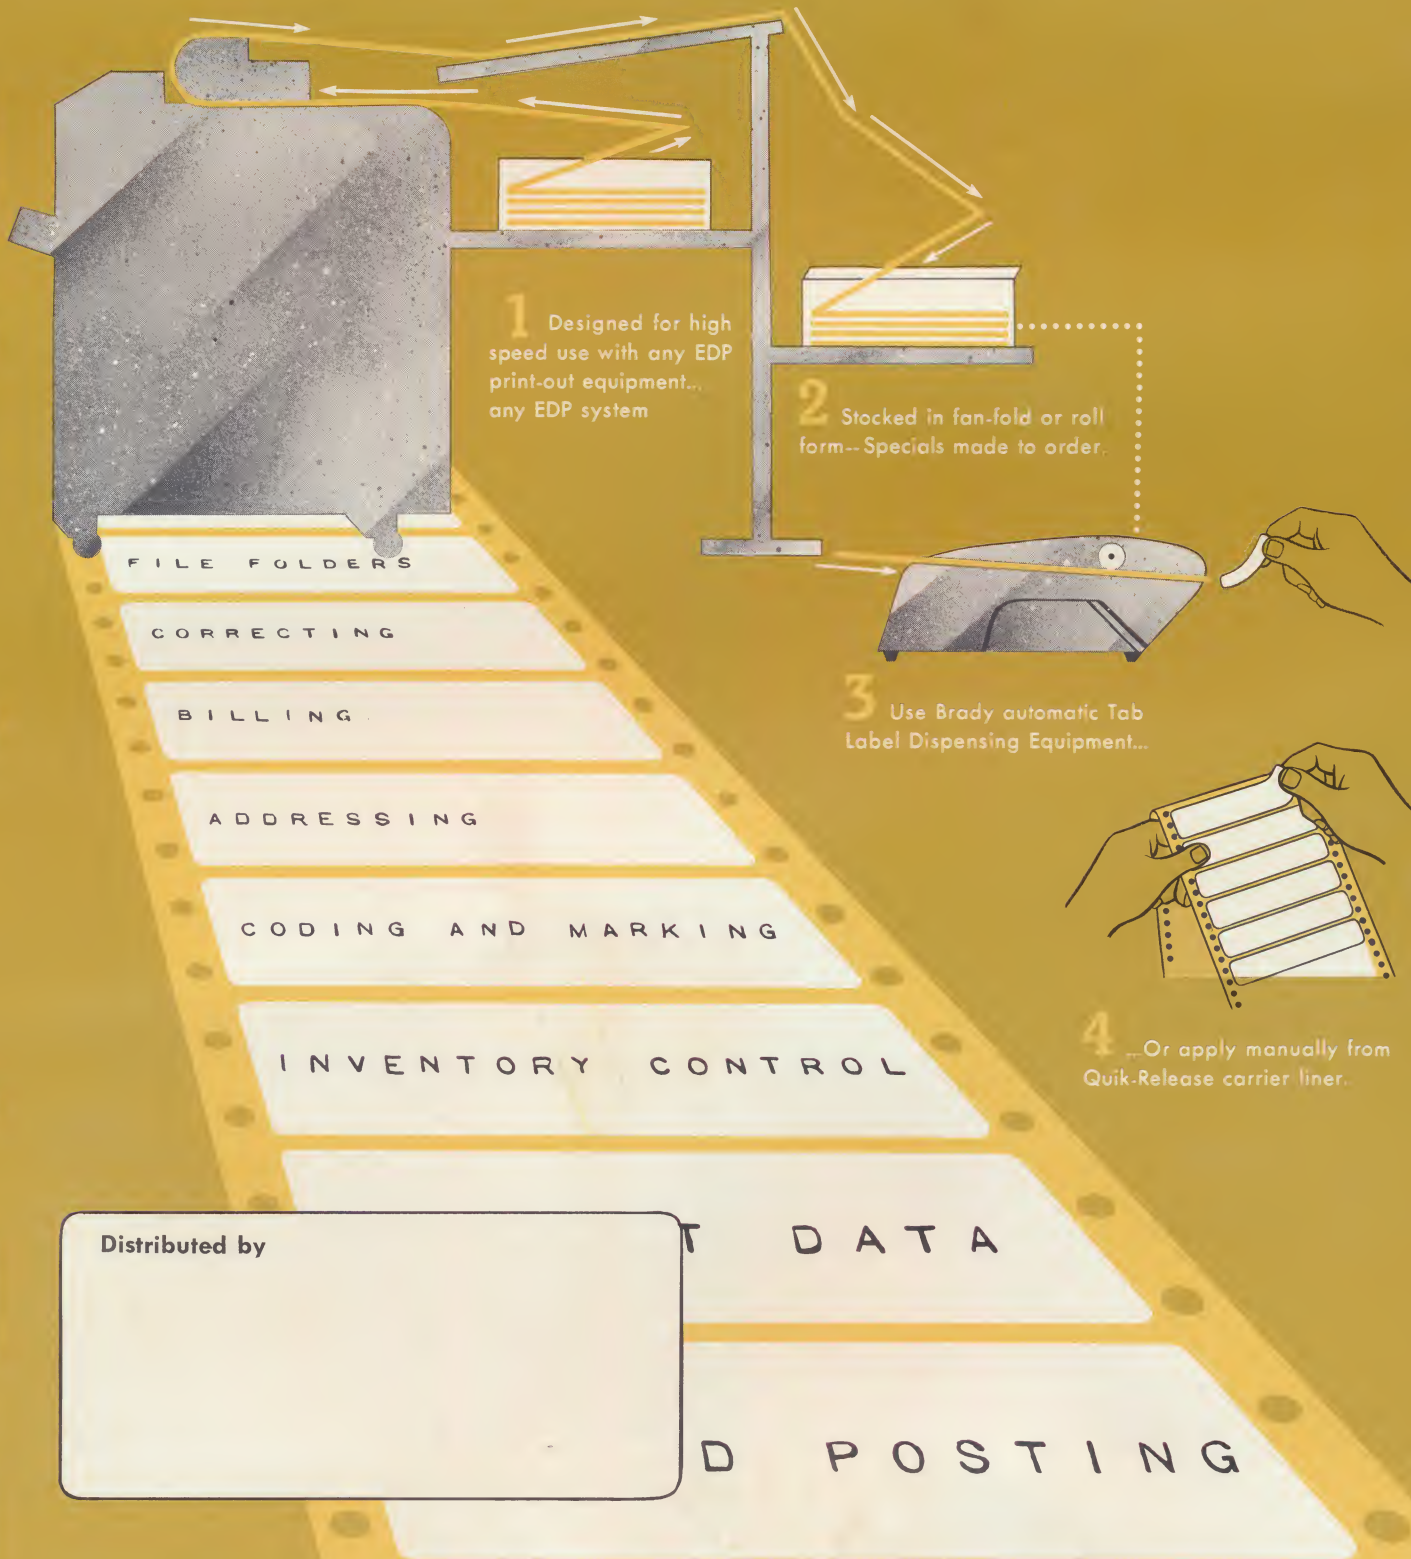 1 Designed for high
speed use with any EDP
print-out equipment...
any EDP system
2 Stocked in fan-fold or roll
form--Specials made to order.
3 Use Brady automatic Tab
Label Dispensing Equipment...
4 ...Or apply manually from
Quik-Release carrier liner.
FILE FOLDERS
CORRECTING
BILLING
ADDRESSING
CODING AND MARKING
INVENTORY CONTROL
T DATA
D POSTING
Distributed by